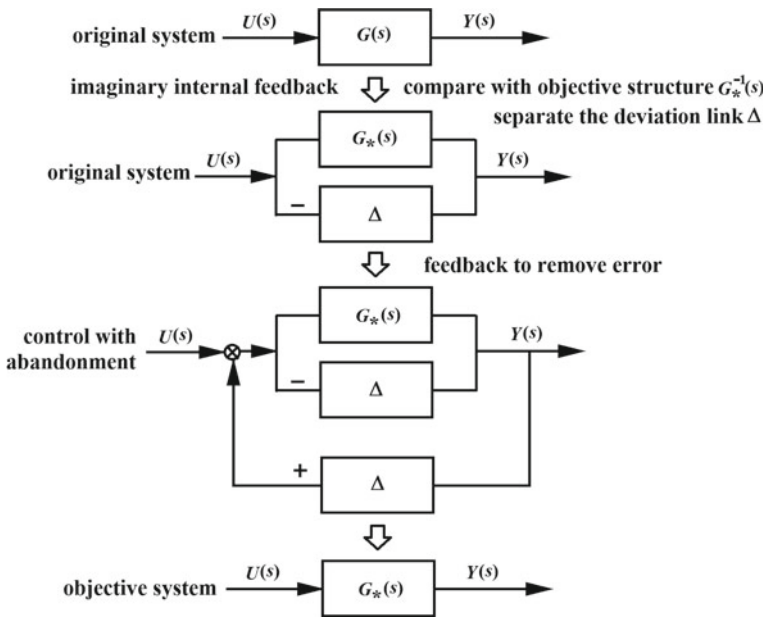 original system U(s) G(s) Y(s)
imaginary internal feedback compare with objective structure G*⁻¹(s)
separate the deviation link Δ
G*(s)
original system U(s) Y(s)
− Δ
feedback to remove error
G*(s)
control with abandonment U(s) Y(s)
− Δ
+ Δ
objective system U(s) G*(s) Y(s)